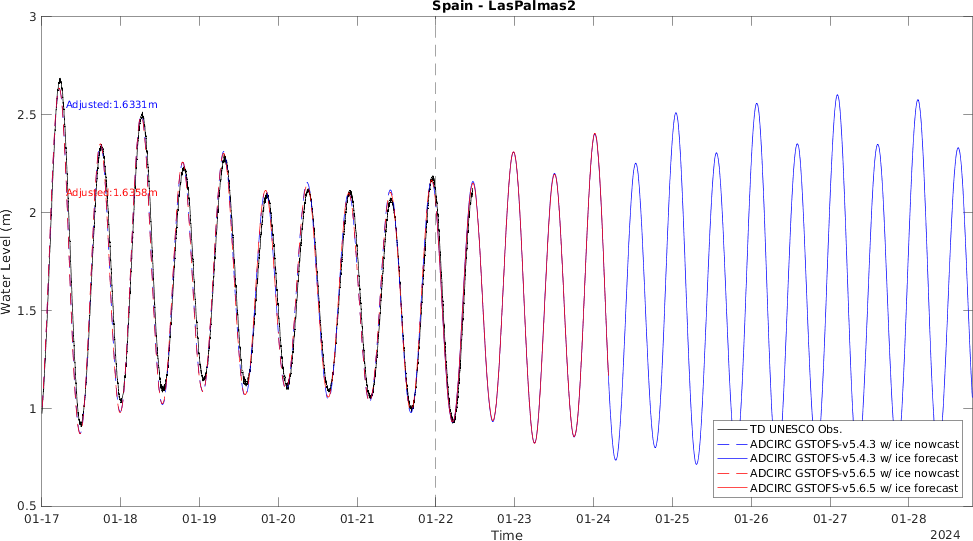 Spain - LasPalmas2
3
2.5
2
1.5
1
0.5
Water Level (m)
Adjusted:1.6331m
Adjusted:1.6358m
TD UNESCO Obs.
ADCIRC GSTOFS-v5.4.3 w/ ice nowcast
ADCIRC GSTOFS-v5.4.3 w/ ice forecast
ADCIRC GSTOFS-v5.6.5 w/ ice nowcast
ADCIRC GSTOFS-v5.6.5 w/ ice forecast
01-17 01-18 01-19 01-20 01-21 01-22 01-23 01-24 01-25 01-26 01-27 01-28
Time
2024